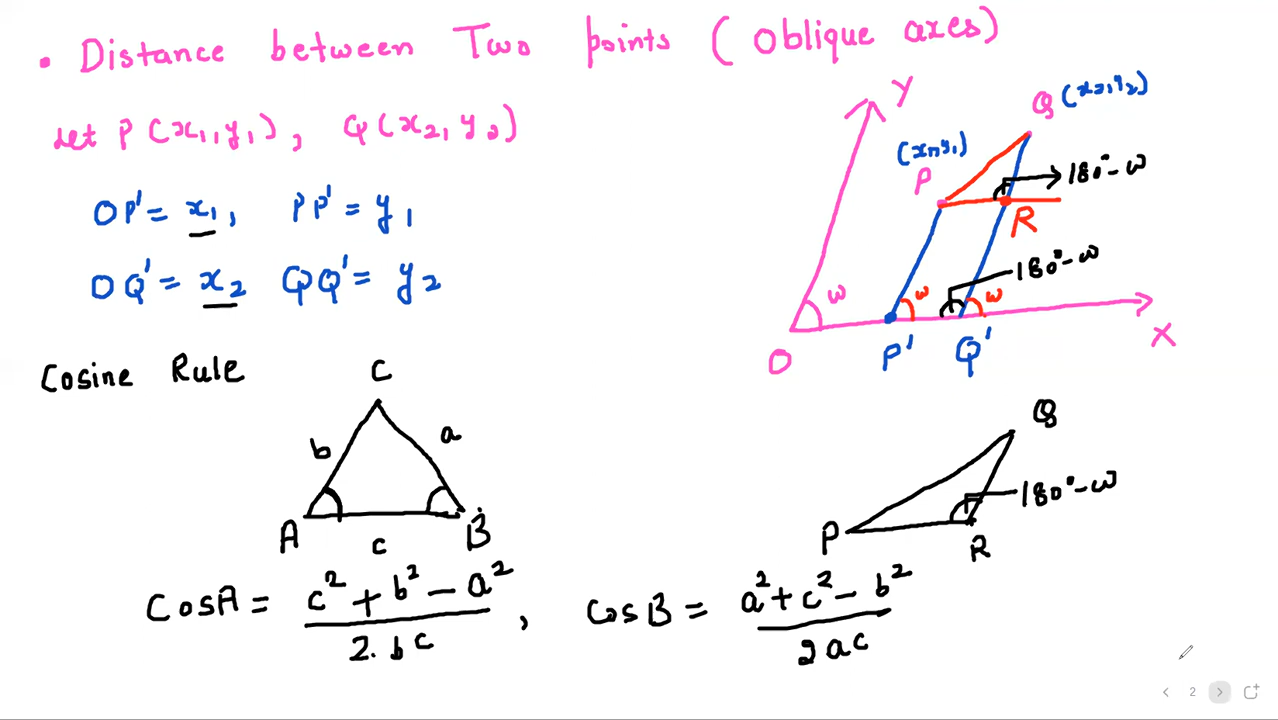 • Distance between Two points (Oblique axes)
Let P(x₁,y₁), Q(x₂,y₂)
OP' = x₁, PP' = y₁
OQ' = x₂ QQ' = y₂
Y
Q (x₂,y₂)
(x₁,y₁)
P
180°-ω
R
180°-ω
ω ω ω
O P' Q' X
Cosine Rule
C
b a
A c B
Q
180°-ω
P R
CosA = c²+b²-a² / 2.bc , CosB = a²+c²-b² / 2ac
2